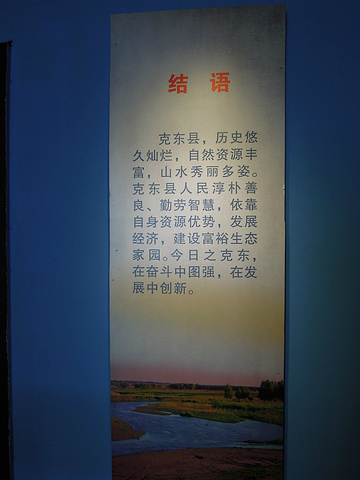 结 语
克东县，历史悠
久灿烂，自然资源丰
富，山水秀丽多姿。
克东县人民淳朴善
良、勤劳智慧，依靠
自身资源优势，发展
经济，建设富裕生态
家园。今日之克东，
在奋斗中图强，在发
展中创新。